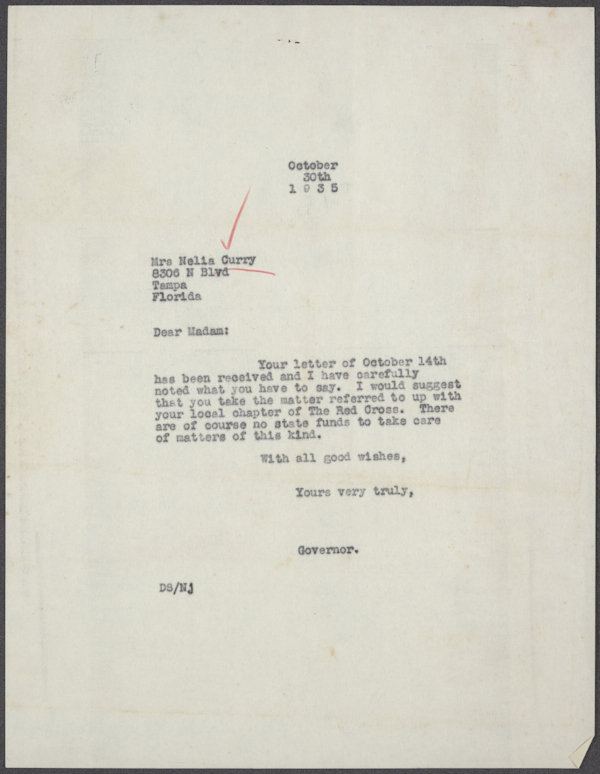 October
30th
1935
Mrs Nelia Curry
8306 N Blvd
Tampa
Florida
Dear Madam:
Your letter of October 14th
has been received and I have carefully
noted what you have to say. I would suggest
that you take the matter referred to up with
your local chapter of The Red Cross. There
are of course no state funds to take care
of matters of this kind.
With all good wishes,
Yours very truly,
Governor.
DS/Nj